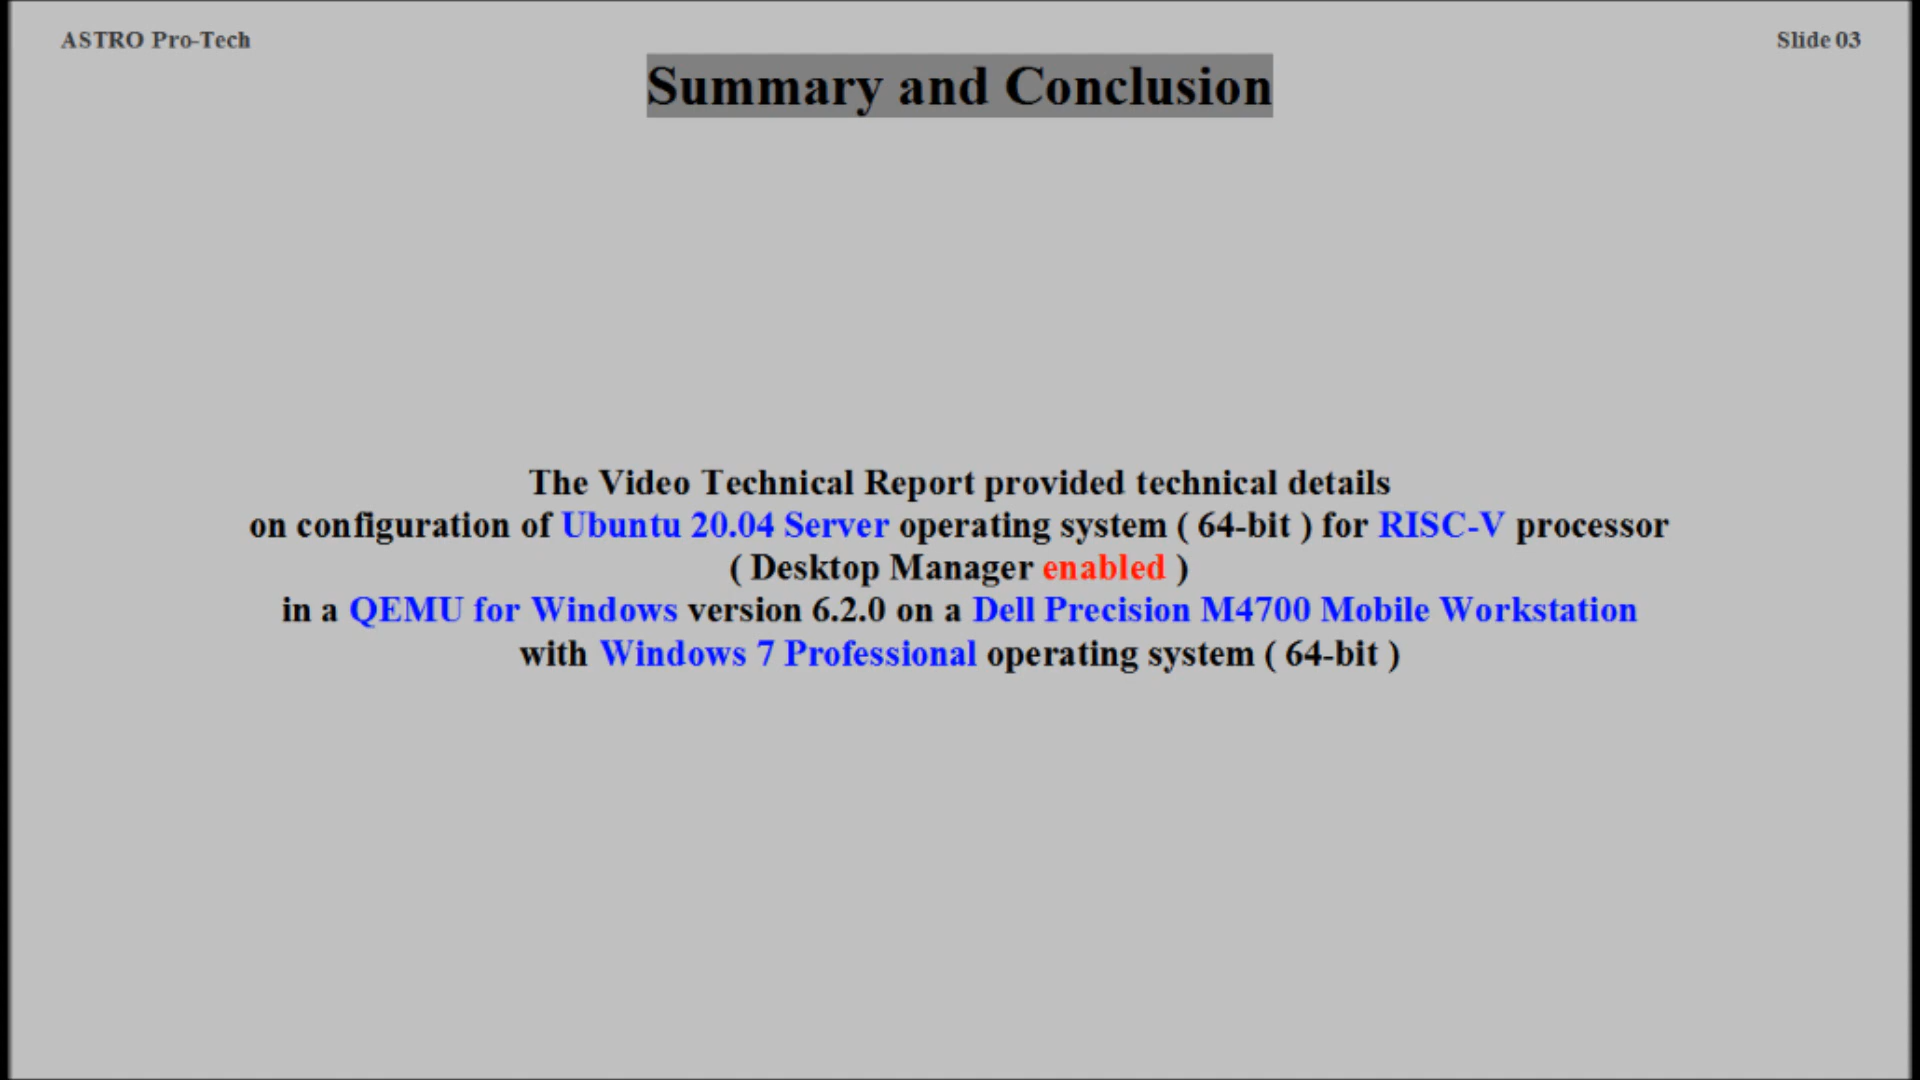 ASTRO Pro-Tech
Slide 03
Summary and Conclusion
The Video Technical Report provided technical details
on configuration of Ubuntu 20.04 Server operating system ( 64-bit ) for RISC-V processor
( Desktop Manager enabled )
in a QEMU for Windows version 6.2.0 on a Dell Precision M4700 Mobile Workstation
with Windows 7 Professional operating system ( 64-bit )